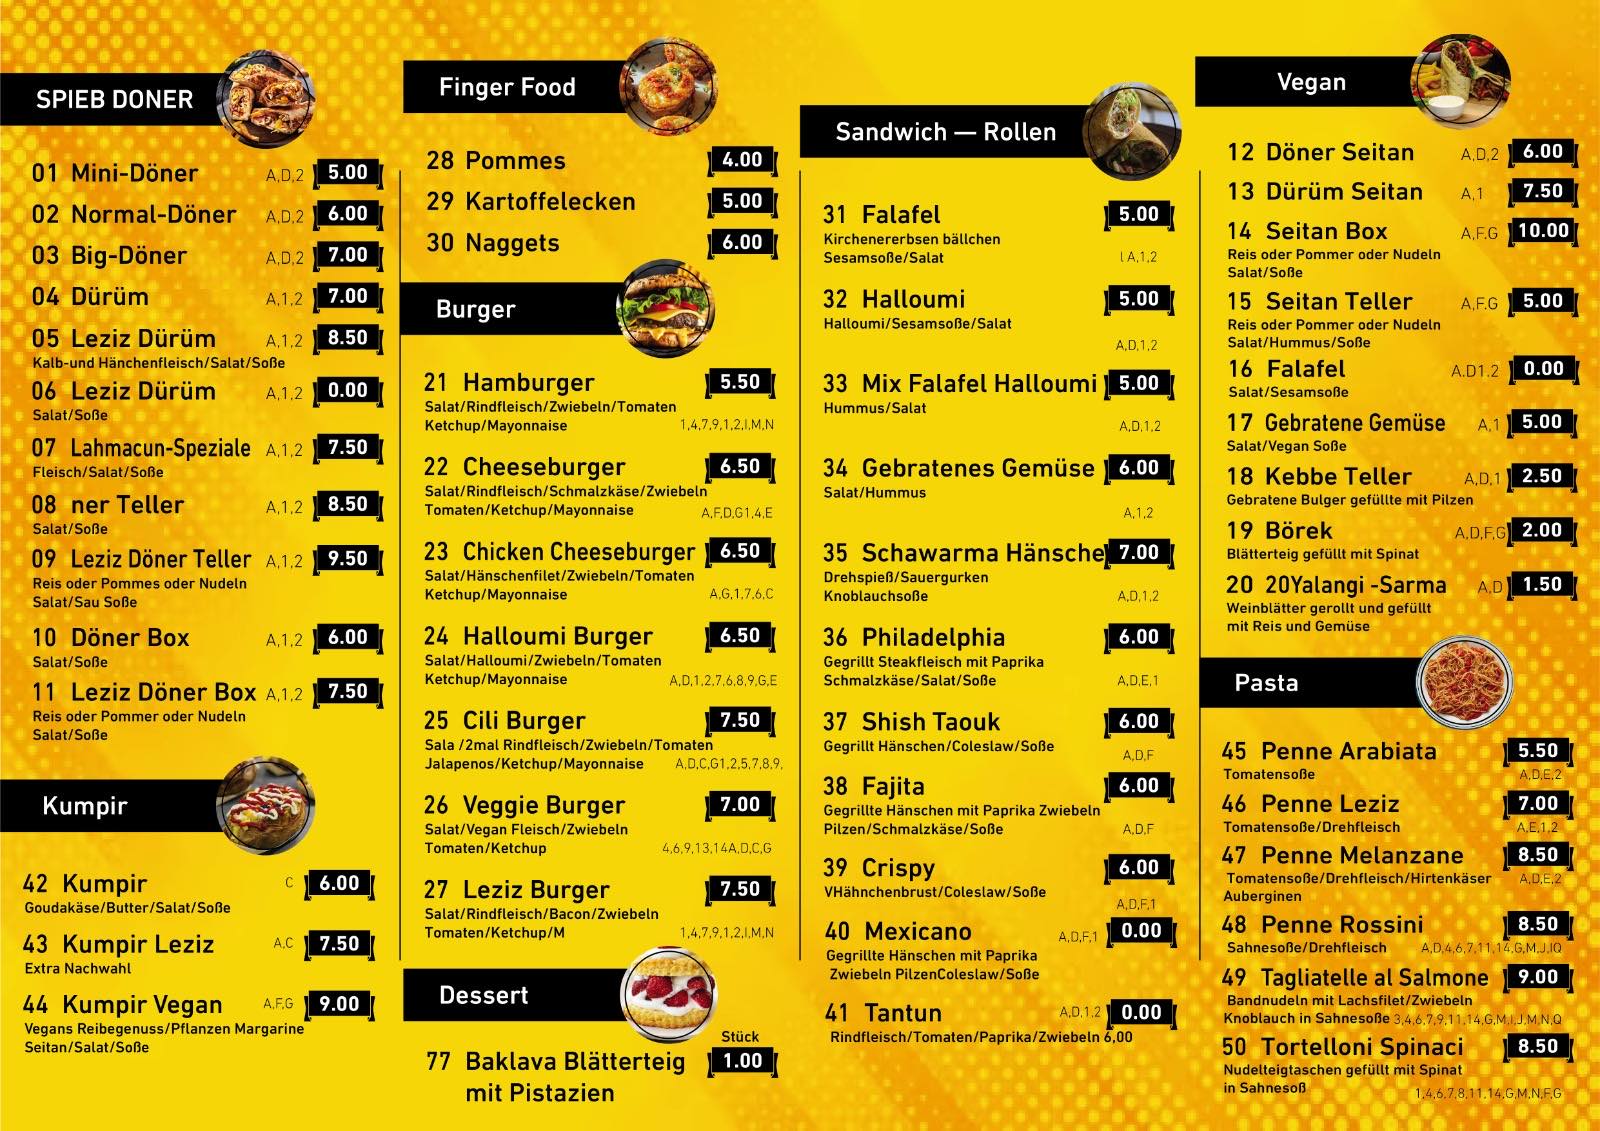 SPIEB DONER
01 Mini-Döner A,D,2 5.00
02 Normal-Döner A,D,2 6.00
03 Big-Döner A,D,2 7.00
04 Dürüm A,1,2 7.00
05 Leziz Dürüm A,1,2 8.50
Kalb-und Hänchenfleisch/Salat/Soße
06 Leziz Dürüm A,1,2 0.00
Salat/Soße
07 Lahmacun-Speziale A,1,2 7.50
Fleisch/Salat/Soße
08 ner Teller A,1,2 8.50
Salat/Soße
09 Leziz Döner Teller A,1,2 9.50
Reis oder Pommes oder Nudeln
Salat/Sau Soße
10 Döner Box A,1,2 6.00
Salat/Soße
11 Leziz Döner Box A,1,2 7.50
Reis oder Pommer oder Nudeln
Salat/Soße
Kumpir
42 Kumpir C 6.00
Goudakäse/Butter/Salat/Soße
43 Kumpir Leziz A,C 7.50
Extra Nachwahl
44 Kumpir Vegan A,F,G 9.00
Vegans Reibegenuss/Pflanzen Margarine
Seitan/Salat/Soße
Finger Food
28 Pommes 4.00
29 Kartoffelecken 5.00
30 Naggets 6.00
Burger
21 Hamburger 5.50
Salat/Rindfleisch/Zwiebeln/Tomaten
Ketchup/Mayonnaise 1,4,7,9,1,2,I,M,N
22 Cheeseburger 6.50
Salat/Rindfleisch/Schmalzkäse/Zwiebeln
Tomaten/Ketchup/Mayonnaise A,F,D,G1,4,E
23 Chicken Cheeseburger 6.50
Salat/Hänschenfilet/Zwiebeln/Tomaten
Ketchup/Mayonnaise A,G,1,7,6,C
24 Halloumi Burger 6.50
Salat/Halloumi/Zwiebeln/Tomaten
Ketchup/Mayonnaise A,D,1,2,7,6,8,9,G,E
25 Cili Burger 7.50
Sala /2mal Rindfleisch/Zwiebeln/Tomaten
Jalapenos/Ketchup/Mayonnaise A,D,C,G1,2,5,7,8,9,
26 Veggie Burger 7.00
Salat/Vegan Fleisch/Zwiebeln
Tomaten/Ketchup 4,6,9,13,14A,D,C,G
27 Leziz Burger 7.50
Salat/Rindfleisch/Bacon/Zwiebeln
Tomaten/Ketchup/M 1,4,7,9,1,2,I,M,N
Dessert
Stück
77 Baklava Blätterteig 1.00
mit Pistazien
Sandwich — Rollen
31 Falafel 5.00
Kirchenererbsen bällchen
Sesamsoße/Salat l A,1,2
32 Halloumi 5.00
Halloumi/Sesamsoße/Salat
A,D,1,2
33 Mix Falafel Halloumi 5.00
Hummus/Salat
A,D,1,2
34 Gebratenes Gemüse 6.00
Salat/Hummus
A,1,2
35 Schawarma Hänsche 7.00
Drehspieß/Sauergurken
Knoblauchsoße A,D,1,2
36 Philadelphia 6.00
Gegrillt Steakfleisch mit Paprika
Schmalzkäse/Salat/Soße A,D,E,1
37 Shish Taouk 6.00
Gegrillt Hänschen/Coleslaw/Soße
A,D,F
38 Fajita 6.00
Gegrillte Hänschen mit Paprika Zwiebeln
Pilzen/Schmalzkäse/Soße A,D,F
39 Crispy 6.00
VHähnchenbrust/Coleslaw/Soße
A,D,F,1
40 Mexicano A,D,F,1 0.00
Gegrillte Hänschen mit Paprika
Zwiebeln PilzenColeslaw/Soße
41 Tantun A,D,1,2 0.00
Rindfleisch/Tomaten/Paprika/Zwiebeln 6,00
Vegan
12 Döner Seitan A,D,2 6.00
13 Dürüm Seitan A,1 7.50
14 Seitan Box A,F.G 10.00
Reis oder Pommer oder Nudeln
Salat/Soße
15 Seitan Teller A,F.G 5.00
Reis oder Pommer oder Nudeln
Salat/Hummus/Soße
16 Falafel A.D1.2 0.00
Salat/Sesamsoße
17 Gebratene Gemüse A,1 5.00
Salat/Vegan Soße
18 Kebbe Teller A,D,1 2.50
Gebratene Bulger gefüllte mit Pilzen
19 Börek A,D,F,G 2.00
Blätterteig gefüllt mit Spinat
20 20Yalangi -Sarma A,D 1.50
Weinblätter gerollt und gefüllt
mit Reis und Gemüse
Pasta
45 Penne Arabiata 5.50
Tomatensoße A,D,E,2
46 Penne Leziz 7.00
Tomatensoße/Drehfleisch A,E,1,2
47 Penne Melanzane 8.50
Tomatensoße/Drehfleisch/Hirtenkäser A,D,E,2
Auberginen
48 Penne Rossini 8.50
Sahnesoße/Drehfleisch A,D,4,6,7,11,14,G,M,J,IQ
49 Tagliatelle al Salmone 9.00
Bandnudeln mit Lachsfilet/Zwiebeln
Knoblauch in Sahnesoße 3,4,6,7,9,11,14,G,M,I,J,M,N,Q
50 Tortelloni Spinaci 8.50
Nudelteigtaschen gefüllt mit Spinat
in Sahnesoß 1,4,6,7,8,11,14,G,M,N,F,G